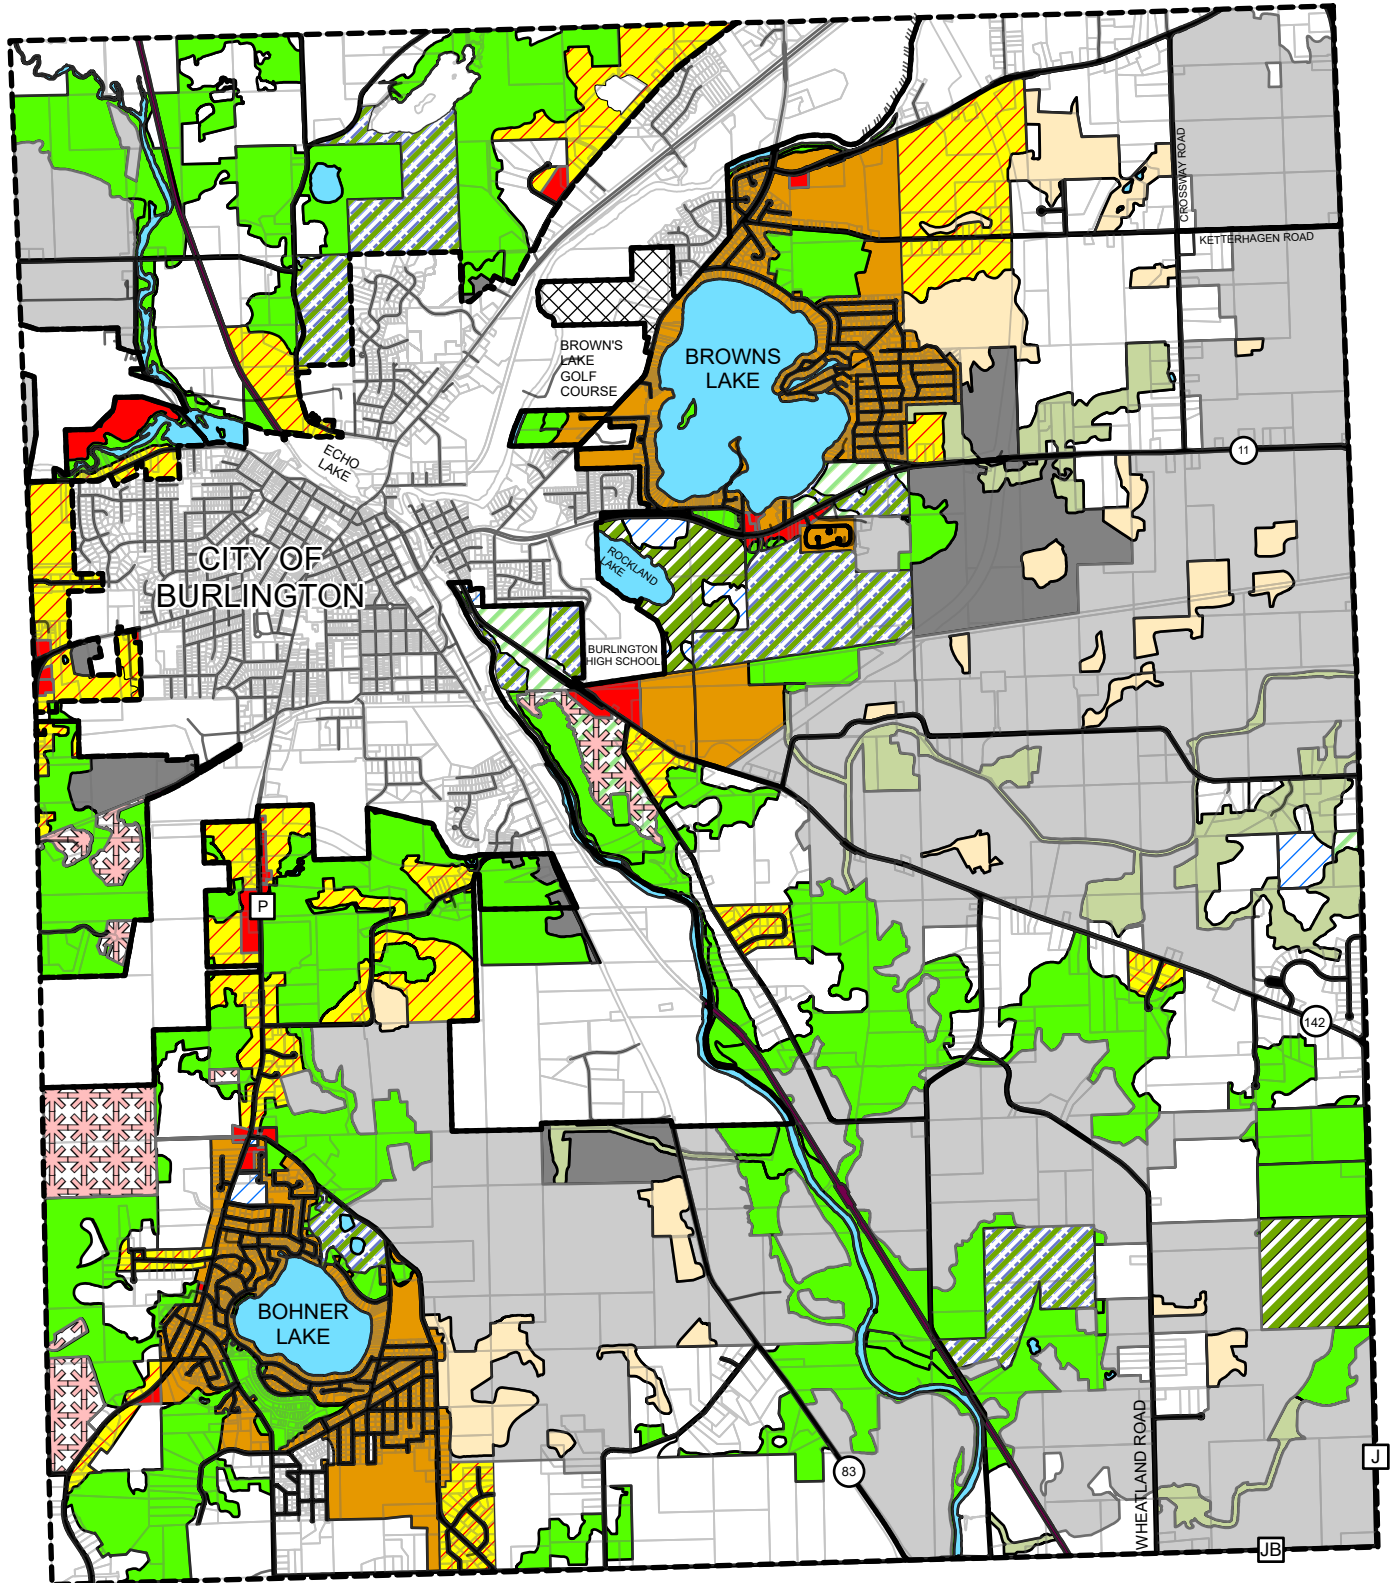 CROSSWAY ROAD
KETTERHAGEN ROAD
BROWN'S
LAKE
GOLF
COURSE
BROWNS
LAKE
ECHO
LAKE
11
CITY OF
BURLINGTON
ROCKLAND
LAKE
BURLINGTON
HIGH SCHOOL
P
142
BOHNER
LAKE
WHEATLAND ROAD
83
J
JB